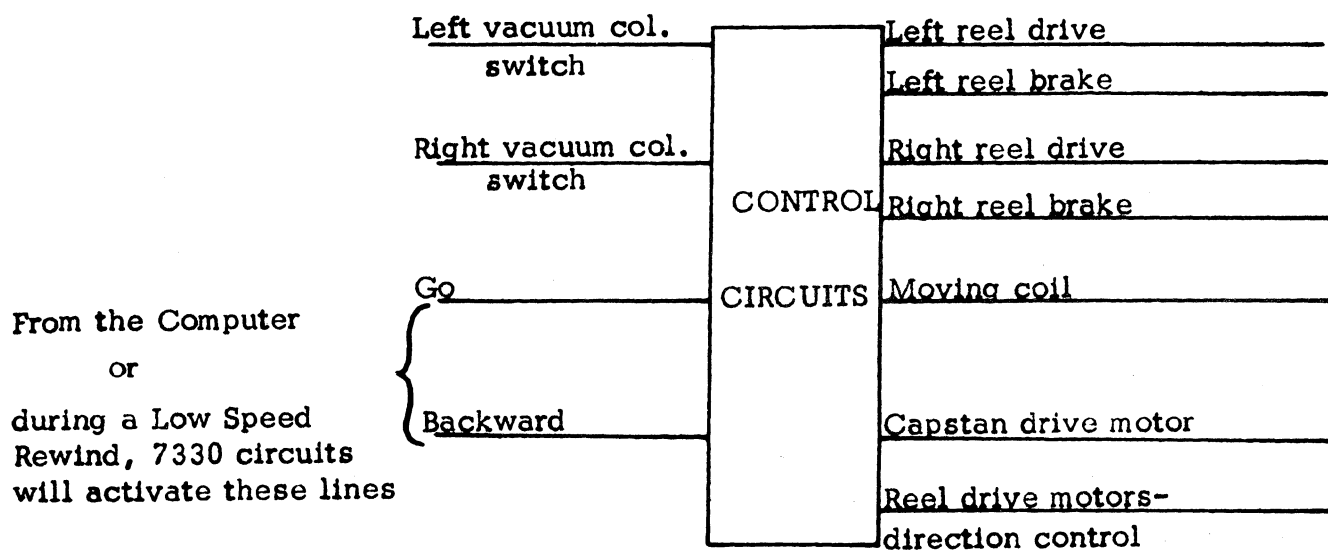 Left vacuum col.
switch
Right vacuum col.
switch
Go
Backward
From the Computer
or
during a Low Speed
Rewind, 7330 circuits
will activate these lines
CONTROL
CIRCUITS
Left reel drive
Left reel brake
Right reel drive
Right reel brake
Moving coil
Capstan drive motor
Reel drive motors-
direction control